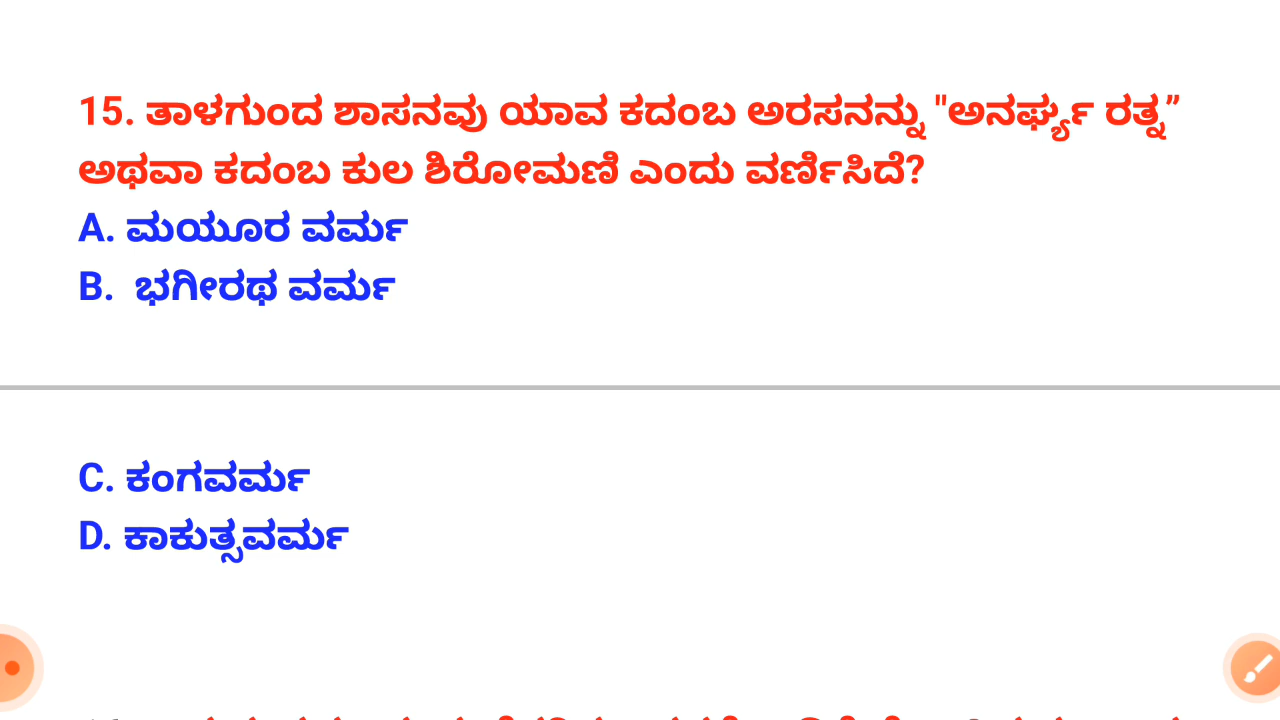 15. ತಾಳಗುಂದ ಶಾಸನವು ಯಾವ ಕದಂಬ ಅರಸನನ್ನು "ಅನರ್ಘ್ಯ ರತ್ನ”
ಅಥವಾ ಕದಂಬ ಕುಲ ಶಿರೋಮಣಿ ಎಂದು ವರ್ಣಿಸಿದೆ?
A. ಮಯೂರ ವರ್ಮ
B. ಭಗೀರಥ ವರ್ಮ
C. ಕಂಗವರ್ಮ
D. ಕಾಕುತ್ಸವರ್ಮ